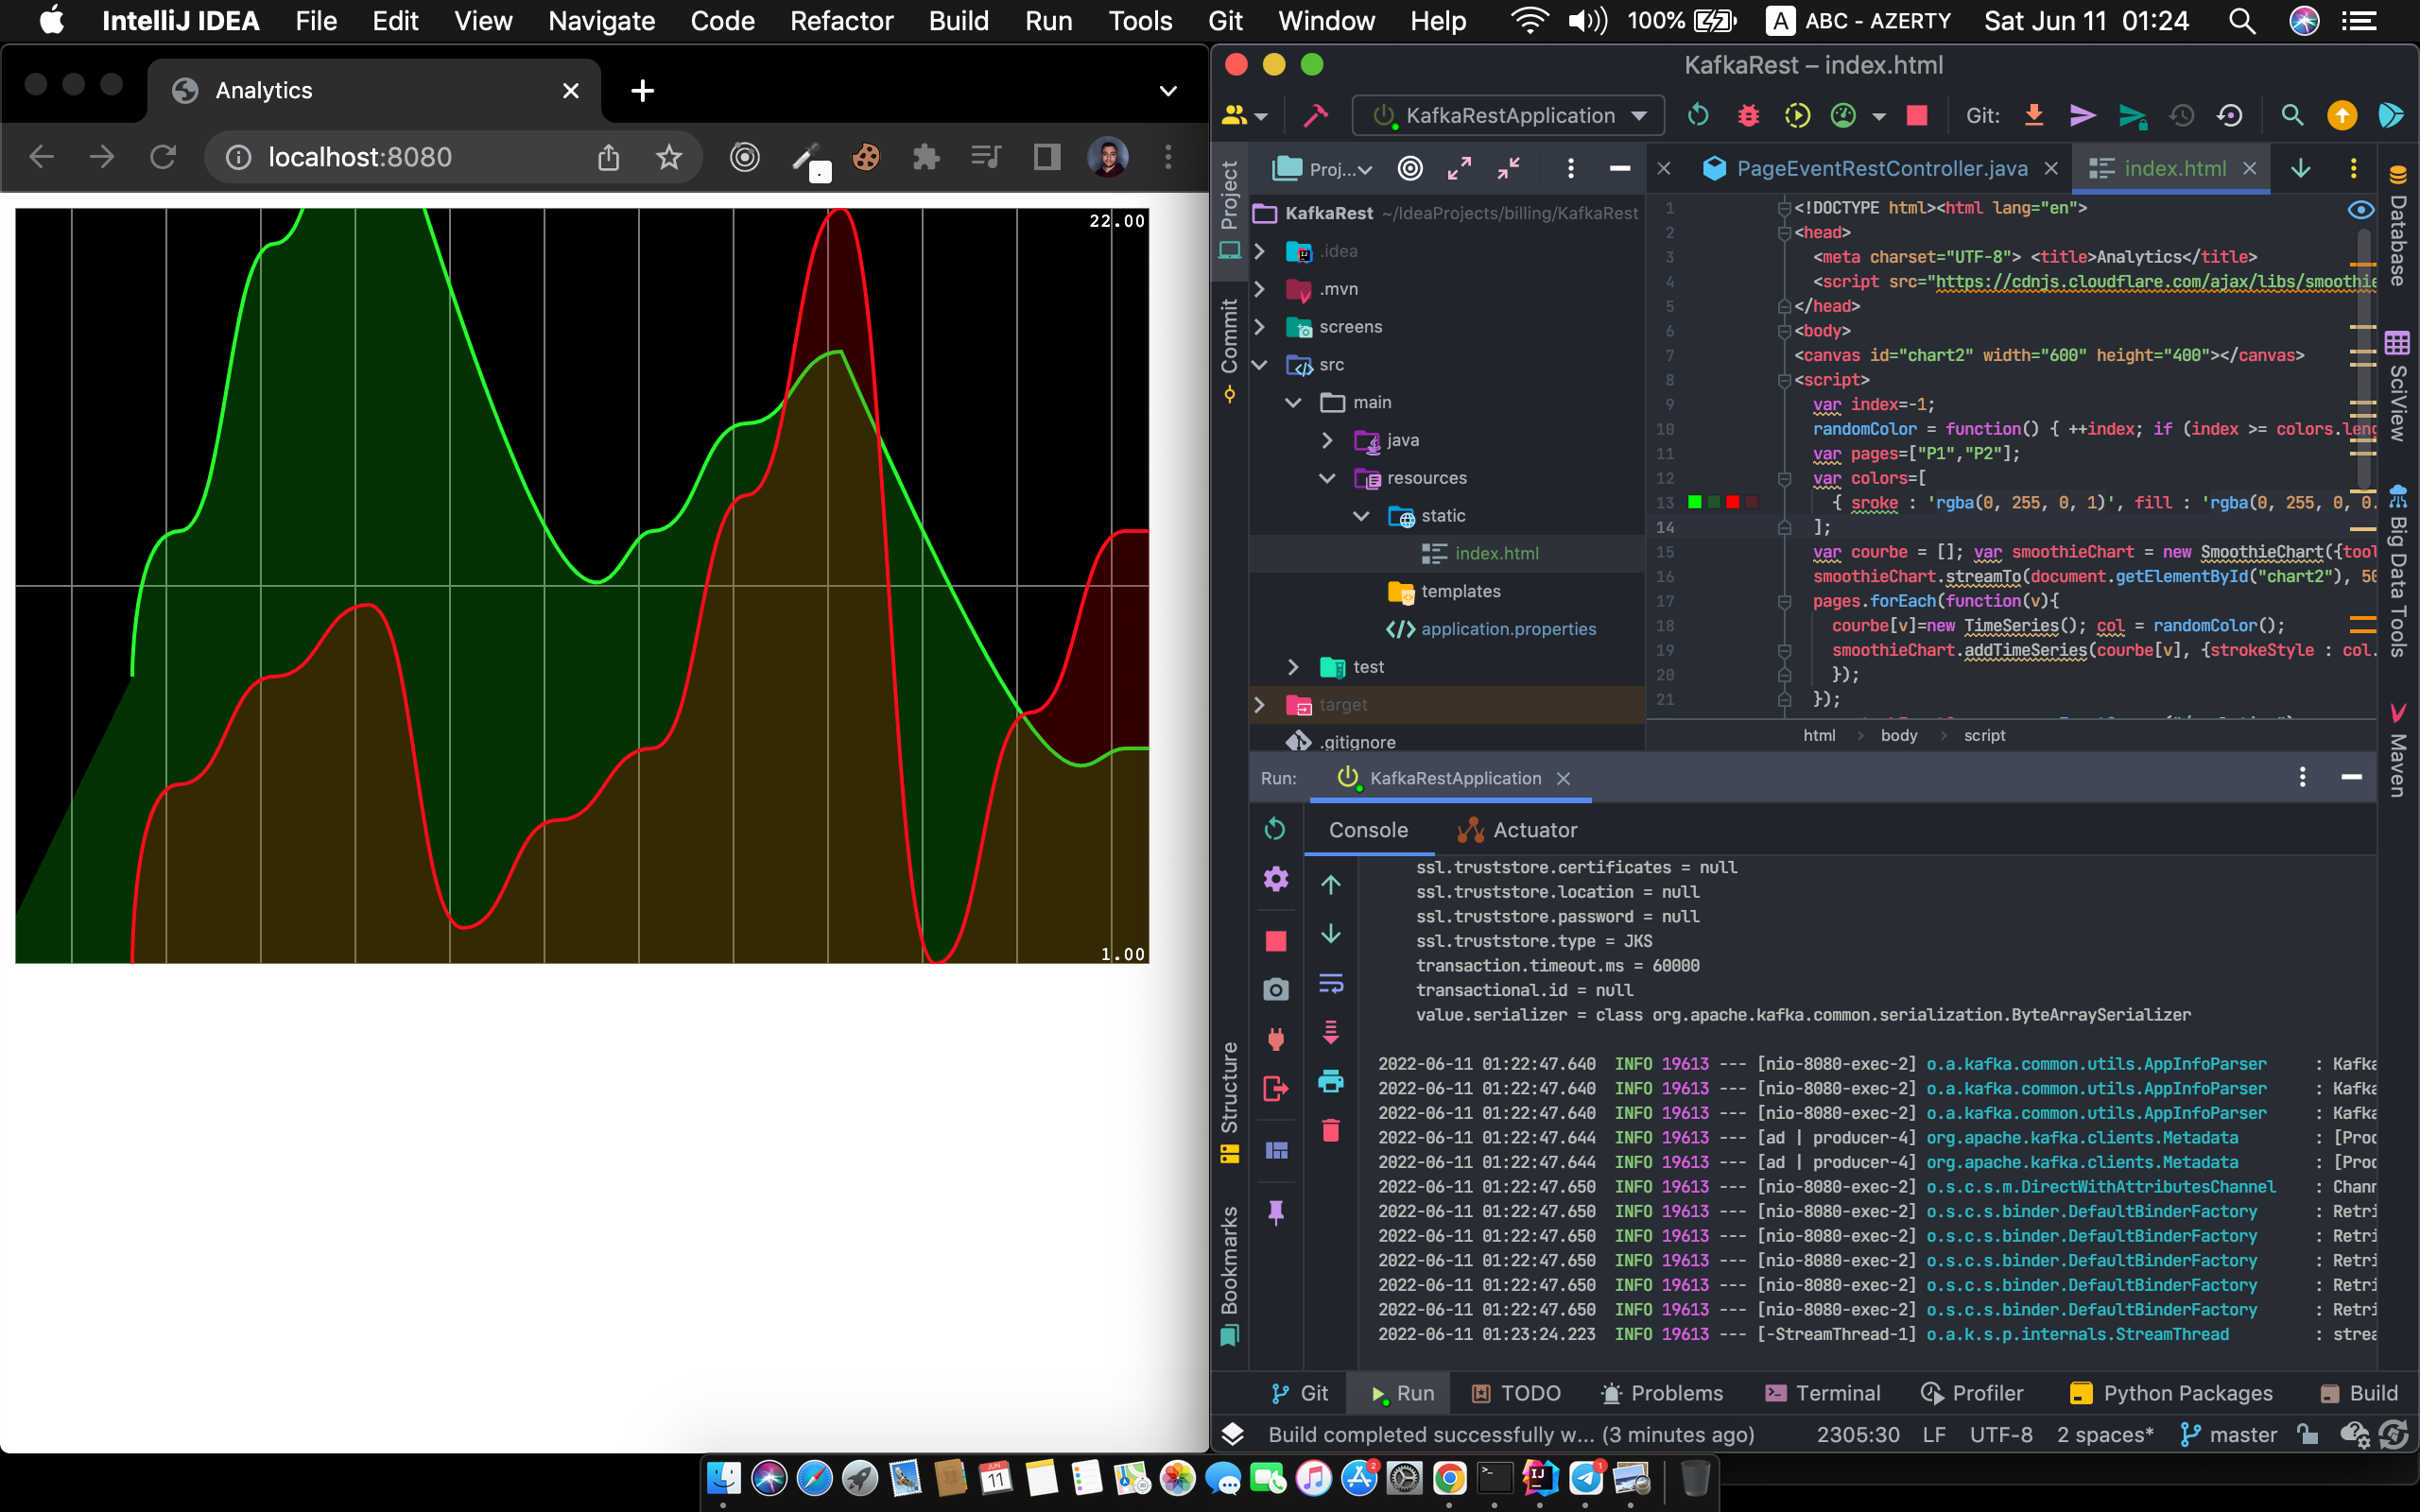 IntelliJ IDEA File Edit View Navigate Code Refactor Build Run Tools Git Window Help 100% A ABC - AZERTY Sat Jun 11 01:24
Analytics
localhost:8080
22.00
1.00
KafkaRest – index.html
KafkaRestApplication Git:
Proj...
PageEventRestController.java index.html
Project
Commit
Structure
Bookmarks
KafkaRest ~/IdeaProjects/billing/KafkaRest
.idea
.mvn
screens
src
main
java
resources
static
index.html
templates
application.properties
test
target
.gitignore
1 <!DOCTYPE html><html lang="en">
2 <head>
3 <meta charset="UTF-8"> <title>Analytics</title>
4 <script src="https://cdnjs.cloudflare.com/ajax/libs/smoothie
5 </head>
6 <body>
7 <canvas id="chart2" width="600" height="400"></canvas>
8 <script>
9 var index=-1;
10 randomColor = function() { ++index; if (index >= colors.leng
11 var pages=["P1","P2"];
12 var colors=[
13 { sroke : 'rgba(0, 255, 0, 1)', fill : 'rgba(0, 255, 0, 0.
14 ];
15 var courbe = []; var smoothieChart = new SmoothieChart({tool
16 smoothieChart.streamTo(document.getElementById("chart2"), 50
17 pages.forEach(function(v){
18 courbe[v]=new TimeSeries(); col = randomColor();
19 smoothieChart.addTimeSeries(courbe[v], {strokeStyle : col.
20 });
21 });
html body script
Database
SciView
Big Data Tools
Maven
Run: KafkaRestApplication
Console Actuator
ssl.truststore.certificates = null
ssl.truststore.location = null
ssl.truststore.password = null
ssl.truststore.type = JKS
transaction.timeout.ms = 60000
transactional.id = null
value.serializer = class org.apache.kafka.common.serialization.ByteArraySerializer
2022-06-11 01:22:47.640 INFO 19613 --- [nio-8080-exec-2] o.a.kafka.common.utils.AppInfoParser : Kafka
2022-06-11 01:22:47.640 INFO 19613 --- [nio-8080-exec-2] o.a.kafka.common.utils.AppInfoParser : Kafka
2022-06-11 01:22:47.640 INFO 19613 --- [nio-8080-exec-2] o.a.kafka.common.utils.AppInfoParser : Kafka
2022-06-11 01:22:47.644 INFO 19613 --- [ad | producer-4] org.apache.kafka.clients.Metadata : [Proc
2022-06-11 01:22:47.644 INFO 19613 --- [ad | producer-4] org.apache.kafka.clients.Metadata : [Proc
2022-06-11 01:22:47.650 INFO 19613 --- [nio-8080-exec-2] o.s.c.s.m.DirectWithAttributesChannel : Chann
2022-06-11 01:22:47.650 INFO 19613 --- [nio-8080-exec-2] o.s.c.s.binder.DefaultBinderFactory : Retri
2022-06-11 01:22:47.650 INFO 19613 --- [nio-8080-exec-2] o.s.c.s.binder.DefaultBinderFactory : Retri
2022-06-11 01:22:47.650 INFO 19613 --- [nio-8080-exec-2] o.s.c.s.binder.DefaultBinderFactory : Retri
2022-06-11 01:22:47.650 INFO 19613 --- [nio-8080-exec-2] o.s.c.s.binder.DefaultBinderFactory : Retri
2022-06-11 01:22:47.650 INFO 19613 --- [nio-8080-exec-2] o.s.c.s.binder.DefaultBinderFactory : Retri
2022-06-11 01:23:24.223 INFO 19613 --- [-StreamThread-1] o.a.k.s.p.internals.StreamThread : strea
Git Run TODO Problems Terminal Profiler Python Packages Build
Build completed successfully w... (3 minutes ago) 2305:30 LF UTF-8 2 spaces* master
JUN 11
2
IJ
1